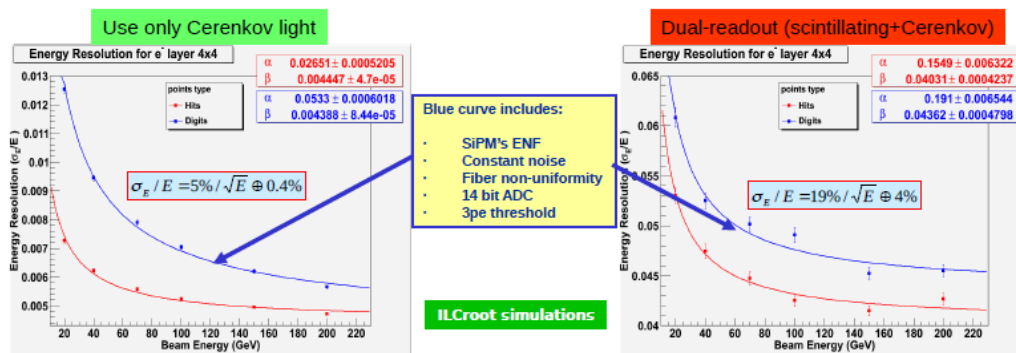 Use only Cerenkov light
Dual-readout (scintillating+Cerenkov)
Energy Resolution for e⁻ layer 4x4
α 0.02651 ± 0.0005205
β 0.004447 ± 4.7e-05
α 0.0533 ± 0.0006018
β 0.004388 ± 8.44e-05
points type
Hits
Digits
Energy Resolution (σE/E)
0.013
0.012
0.011
0.01
0.009
0.008
0.007
0.006
0.005
σE / E =5% / √E ⊕ 0.4%
20 40 60 80 100 120 140 160 180 200 220
Beam Energy (GeV)
Blue curve includes:
· SiPM's ENF
· Constant noise
· Fiber non-uniformity
· 14 bit ADC
· 3pe threshold
ILCroot simulations
Energy Resolution for e⁻ layer 4x4
α 0.1549 ± 0.006322
β 0.04031 ± 0.0004237
α 0.191 ± 0.006544
β 0.04362 ± 0.0004798
points type
Hits
Digits
Energy Resolution (σE/E)
0.065
0.06
0.055
0.05
0.045
0.04
σE / E =19% / √E ⊕ 4%
20 40 60 80 100 120 140 160 180 200 220
Beam Energy (GeV)